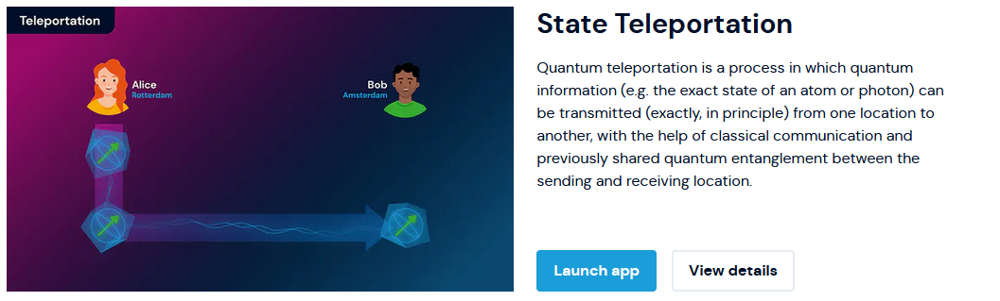 Teleportation
Alice
Rotterdam
Bob
Amsterdam
State Teleportation
Quantum teleportation is a process in which quantum
information (e.g. the exact state of an atom or photon) can
be transmitted (exactly, in principle) from one location to
another, with the help of classical communication and
previously shared quantum entanglement between the
sending and receiving location.
Launch app
View details